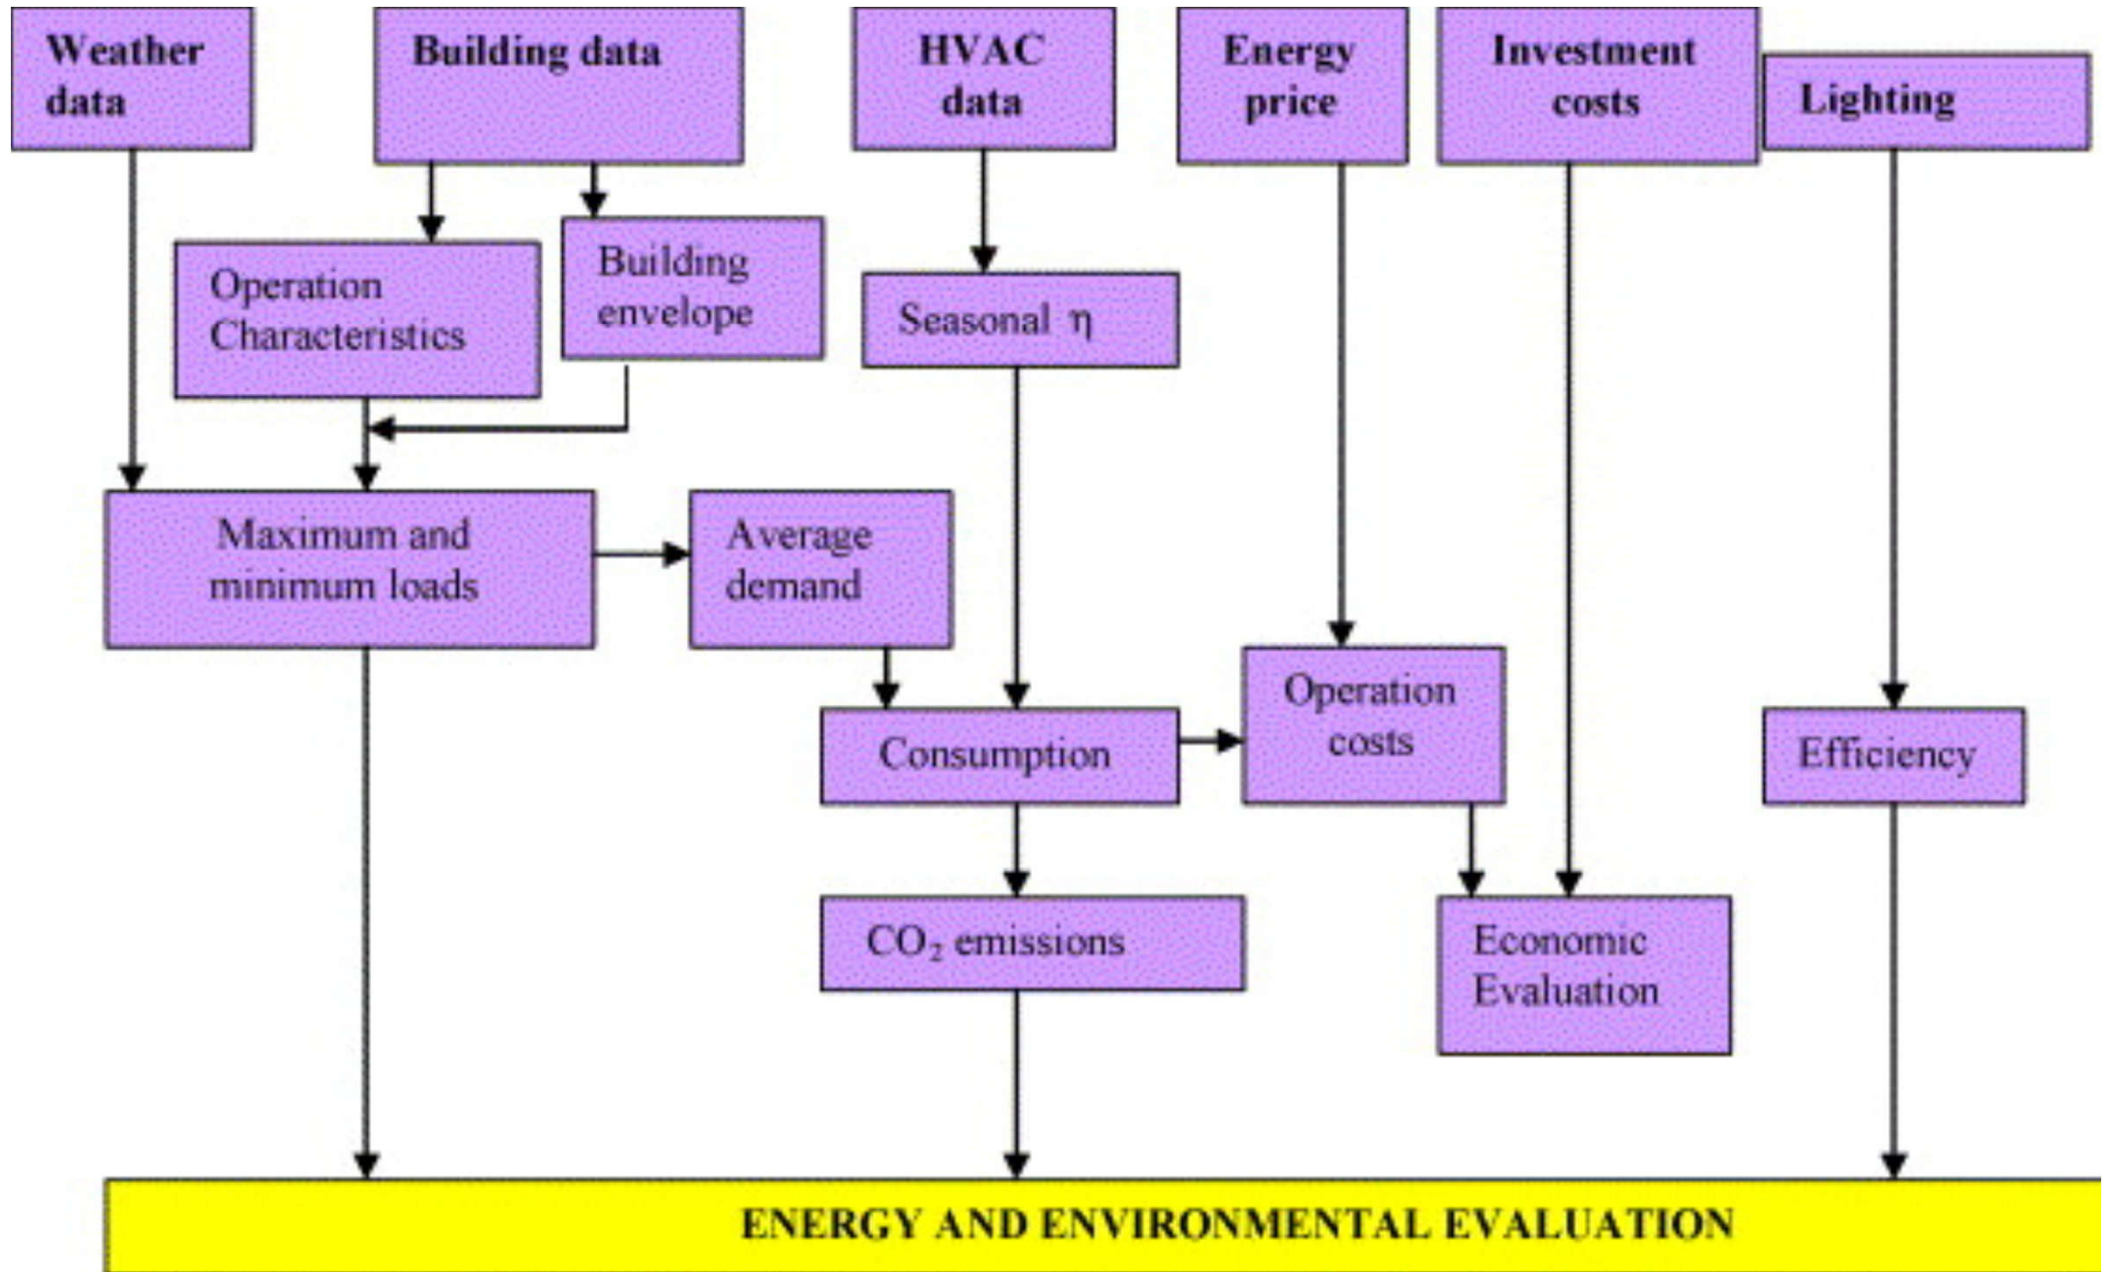 Weather
data
Building data
HVAC
data
Energy
price
Investment
costs
Lighting
Operation
Characteristics
Building
envelope
Seasonal η
Maximum and
minimum loads
Average
demand
Operation
costs
Consumption
Efficiency
CO₂ emissions
Economic
Evaluation
ENERGY AND ENVIRONMENTAL EVALUATION